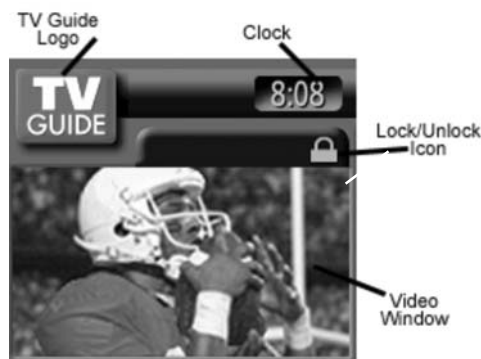 TV Guide
Logo
Clock
TV
GUIDE
8:08
Lock/Unlock
Icon
Video
Window